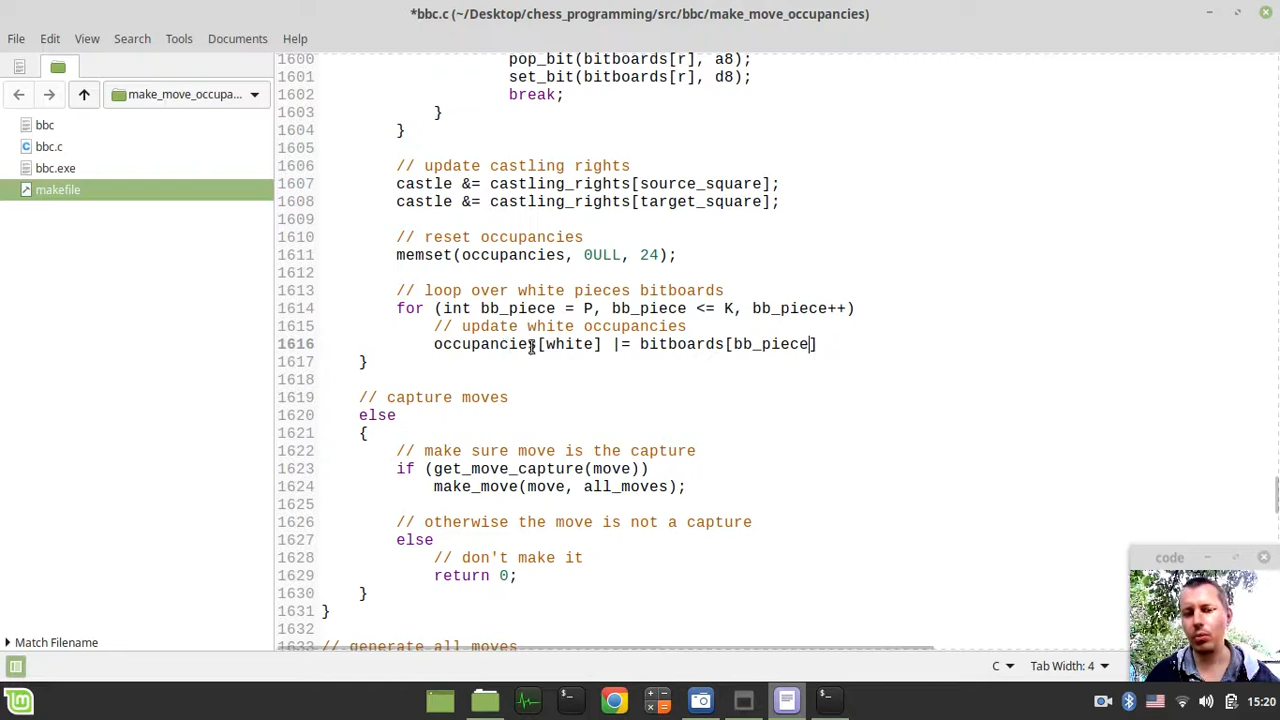 *bbc.c (~/Desktop/chess_programming/src/bbc/make_move_occupancies)
File Edit View Search Tools Documents Help
make_move_occupa...
bbc
bbc.c
bbc.exe
makefile
Match Filename
1600 pop_bit(bitboards[r], a8);
1601 set_bit(bitboards[r], d8);
1602 break;
1603 }
1604 }
1605
1606 // update castling rights
1607 castle &= castling_rights[source_square];
1608 castle &= castling_rights[target_square];
1609
1610 // reset occupancies
1611 memset(occupancies, 0ULL, 24);
1612
1613 // loop over white pieces bitboards
1614 for (int bb_piece = P, bb_piece <= K, bb_piece++)
1615 // update white occupancies
1616 occupancies[white] |= bitboards[bb_piece]
1617 }
1618
1619 // capture moves
1620 else
1621 {
1622 // make sure move is the capture
1623 if (get_move_capture(move))
1624 make_move(move, all_moves);
1625
1626 // otherwise the move is not a capture
1627 else
1628 // don't make it
1629 return 0;
1630 }
1631 }
1632
1633 // generate all moves
code
C Tab Width: 4
15:20